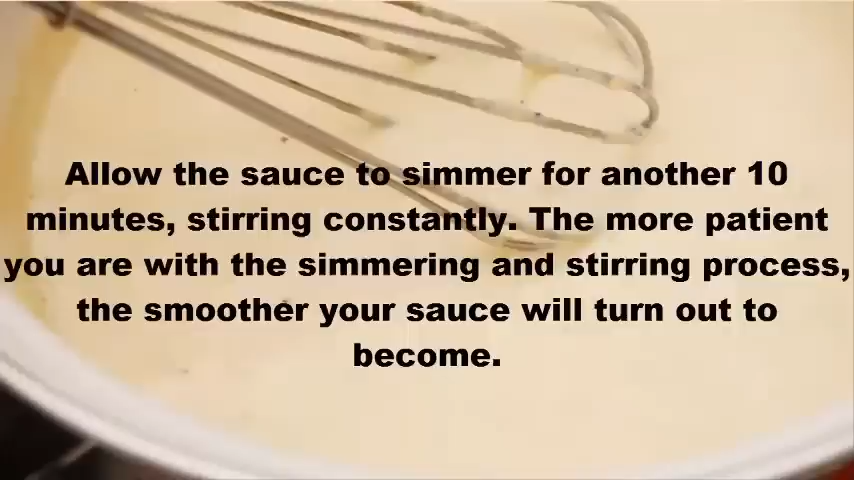 Allow the sauce to simmer for another 10
minutes, stirring constantly. The more patient
you are with the simmering and stirring process,
the smoother your sauce will turn out to
become.